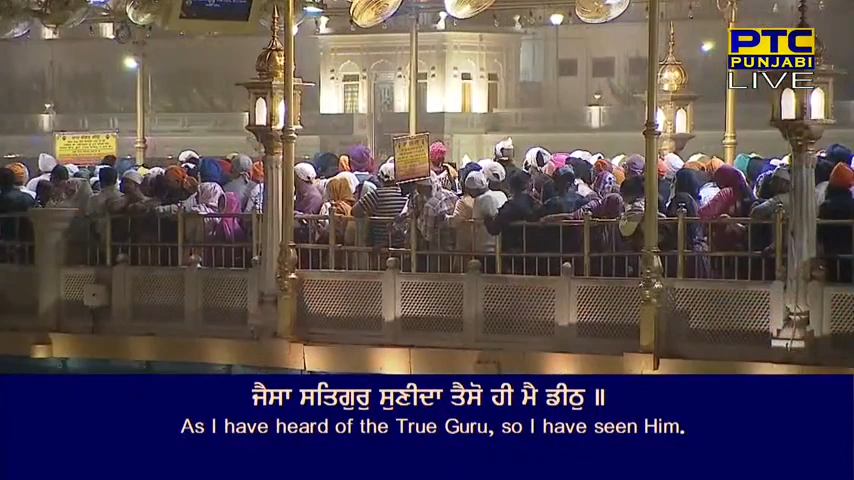 PTC
PUNJABI
LIVE
ਜੈਸਾ ਸਤਿਗੁਰੁ ਸੁਣੀਦਾ ਤੈਸੋ ਹੀ ਮੈ ਡੀਠੁ ॥
As I have heard of the True Guru, so I have seen Him.